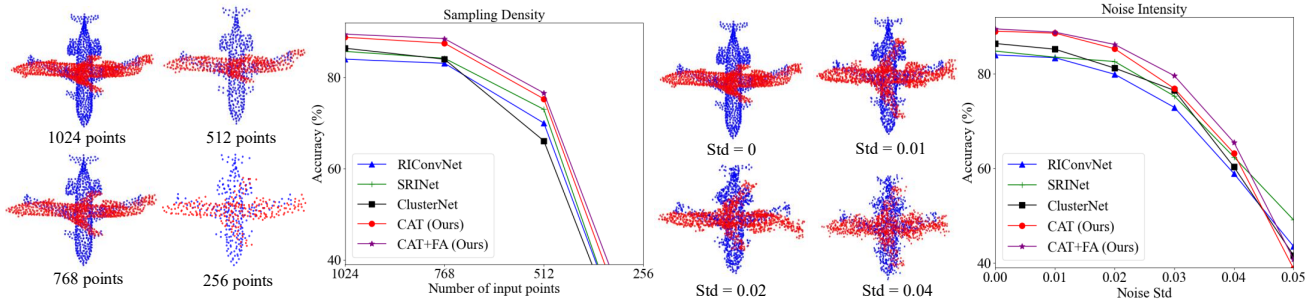 1024 points
512 points
768 points
256 points
Sampling Density
Accuracy (%)
80
60
40
RIConvNet
SRINet
ClusterNet
CAT (Ours)
CAT+FA (Ours)
1024
768
512
256
Number of input points
Std = 0
Std = 0.01
Std = 0.02
Std = 0.04
Noise Intensity
Accuracy (%)
80
60
40
RIConvNet
SRINet
ClusterNet
CAT (Ours)
CAT+FA (Ours)
0.00
0.01
0.02
0.03
0.04
0.05
Noise Std